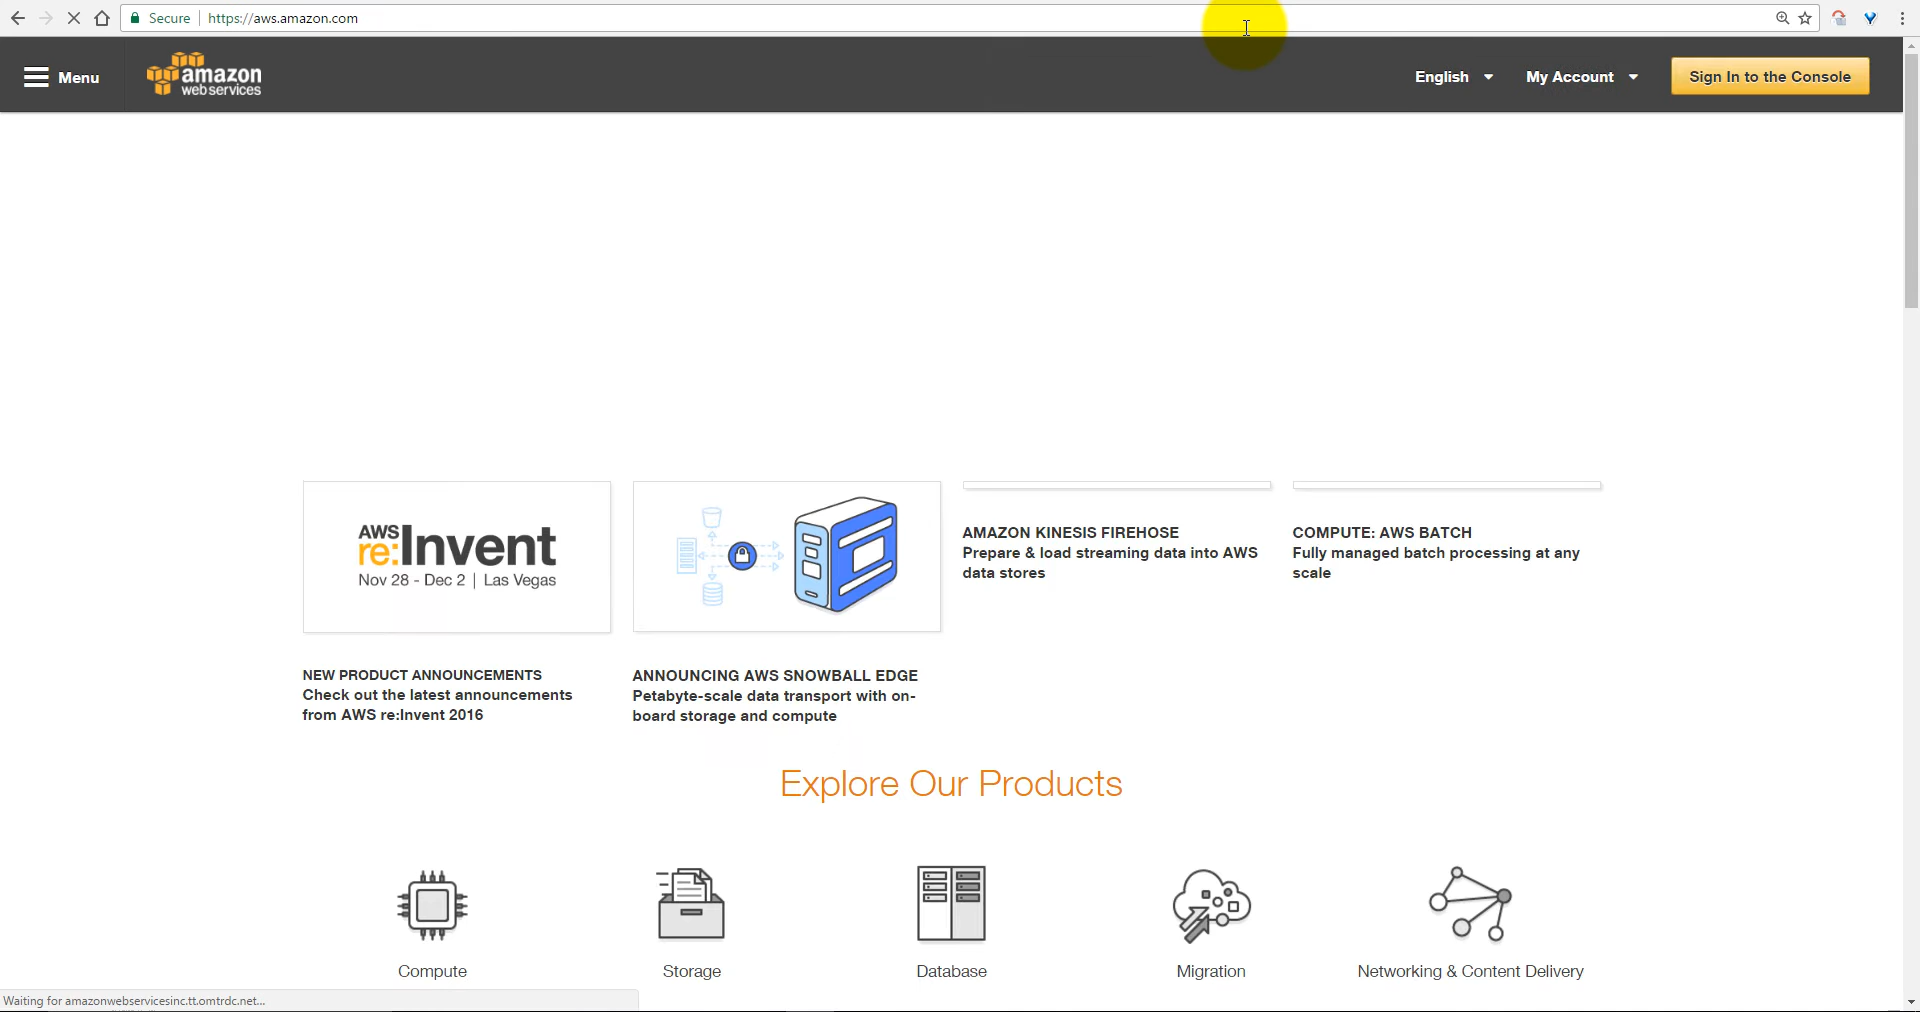 Secure | https://aws.amazon.com
Menu
amazon
webservices
English
My Account
Sign In to the Console
AWS
re:Invent
Nov 28 - Dec 2 | Las Vegas
NEW PRODUCT ANNOUNCEMENTS
Check out the latest announcements
from AWS re:Invent 2016
ANNOUNCING AWS SNOWBALL EDGE
Petabyte-scale data transport with on-
board storage and compute
AMAZON KINESIS FIREHOSE
Prepare & load streaming data into AWS
data stores
COMPUTE: AWS BATCH
Fully managed batch processing at any
scale
Explore Our Products
Compute
Storage
Database
Migration
Networking & Content Delivery
Waiting for amazonwebservicesinc.tt.omtrdc.net...